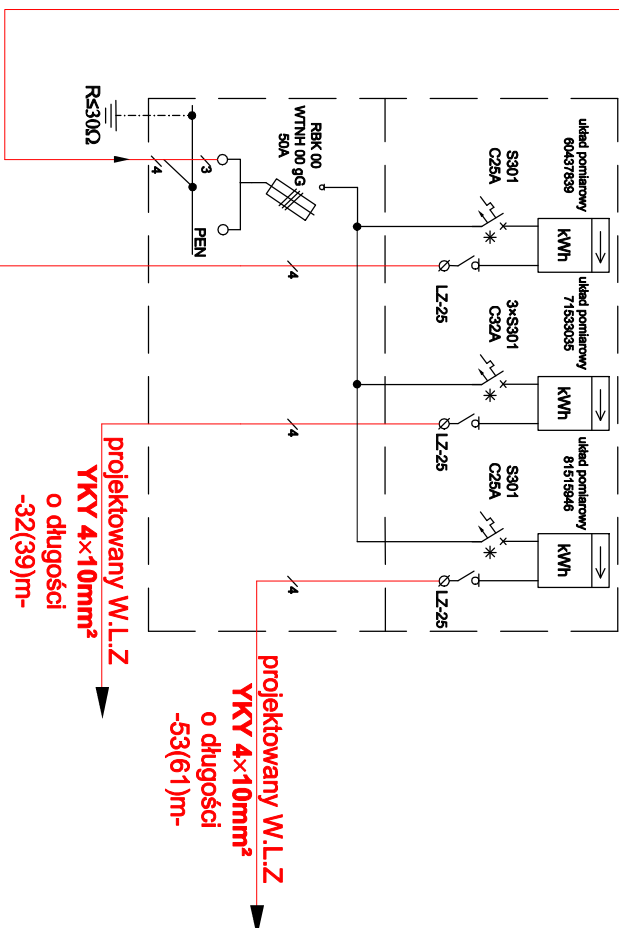 układ pomiarowy
60437839
S301
C25A
kWh
LZ-25
układ pomiarowy
71533035
3×S301
C32A
kWh
LZ-25
układ pomiarowy
81515946
S301
C25A
kWh
LZ-25
RBK 00
WTNH 00 gG
50A
R≤30Ω
4
3
PEN
4
4
4
projektowany W.L.Z
YKY 4×10mm²
o długości
-32(39)m-
projektowany W.L.Z
YKY 4×10mm²
o długości
-53(61)m-